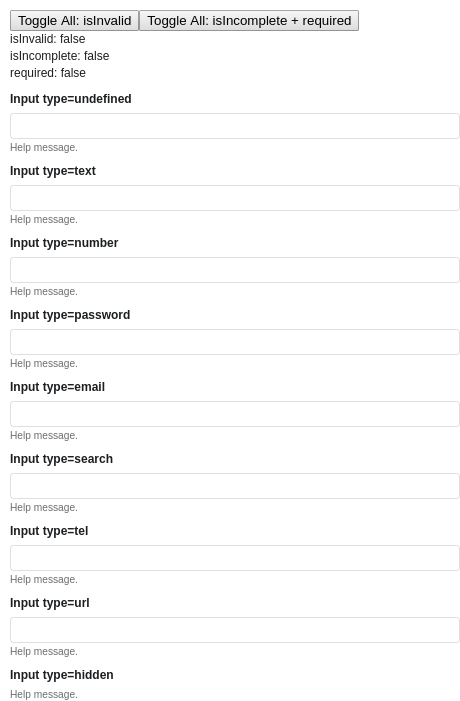 Toggle All: isInvalid Toggle All: isIncomplete + required
isInvalid: false
isIncomplete: false
required: false
Input type=undefined
Help message.
Input type=text
Help message.
Input type=number
Help message.
Input type=password
Help message.
Input type=email
Help message.
Input type=search
Help message.
Input type=tel
Help message.
Input type=url
Help message.
Input type=hidden
Help message.